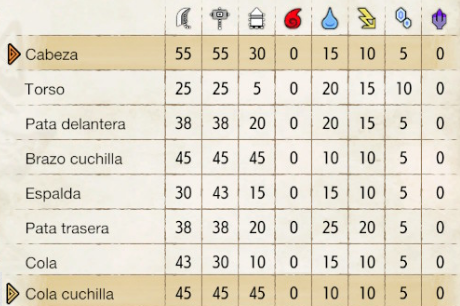 Cabeza 55 55 30 0 15 10 5 0
Torso 25 25 5 0 20 15 10 0
Pata delantera 38 38 20 0 20 15 5 0
Brazo cuchilla 45 45 45 0 10 10 5 0
Espalda 30 43 15 0 15 10 5 0
Pata trasera 38 38 20 0 25 20 5 0
Cola 43 30 10 0 15 10 5 0
Cola cuchilla 45 45 45 0 10 10 5 0